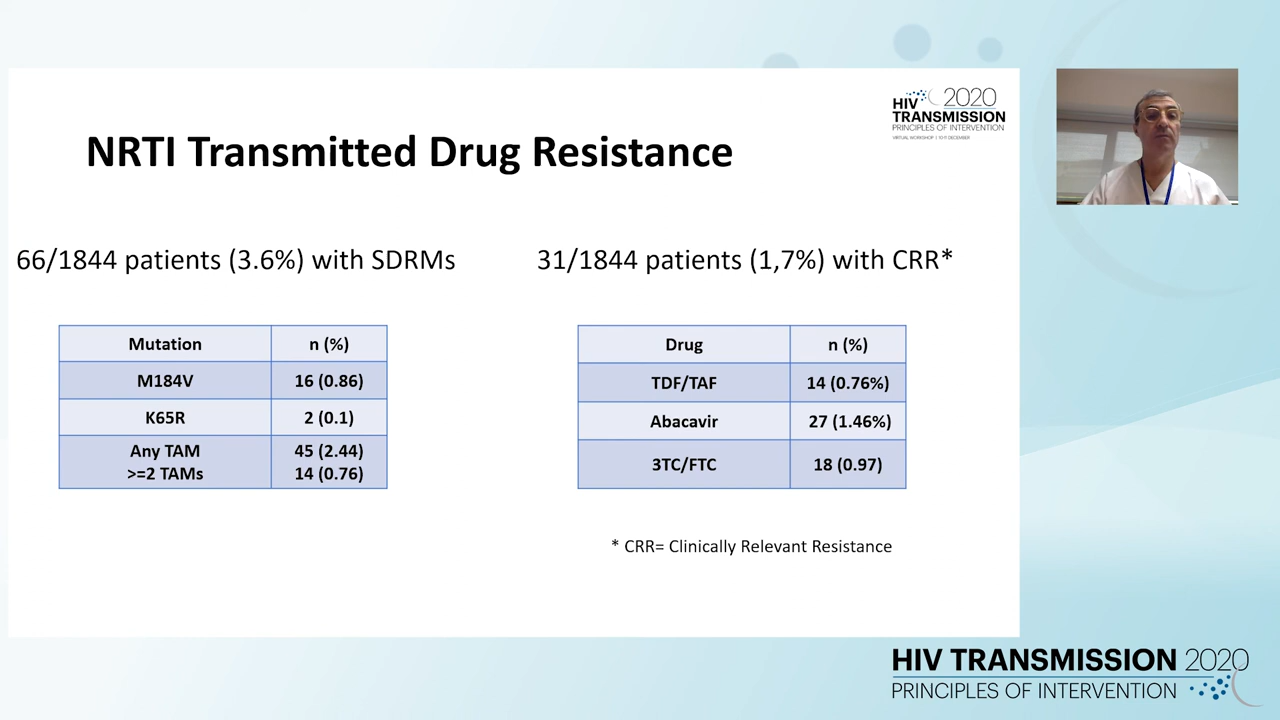 HIV 2020
TRANSMISSION
PRINCIPLES OF INTERVENTION
VIRTUAL WORKSHOP | 10-11 DECEMBER
NRTI Transmitted Drug Resistance
66/1844 patients (3.6%) with SDRMs
Mutation n (%)
M184V 16 (0.86)
K65R 2 (0.1)
Any TAM 45 (2.44)
>=2 TAMs 14 (0.76)
31/1844 patients (1,7%) with CRR*
Drug n (%)
TDF/TAF 14 (0.76%)
Abacavir 27 (1.46%)
3TC/FTC 18 (0.97)
* CRR= Clinically Relevant Resistance
HIV TRANSMISSION 2020
PRINCIPLES OF INTERVENTION